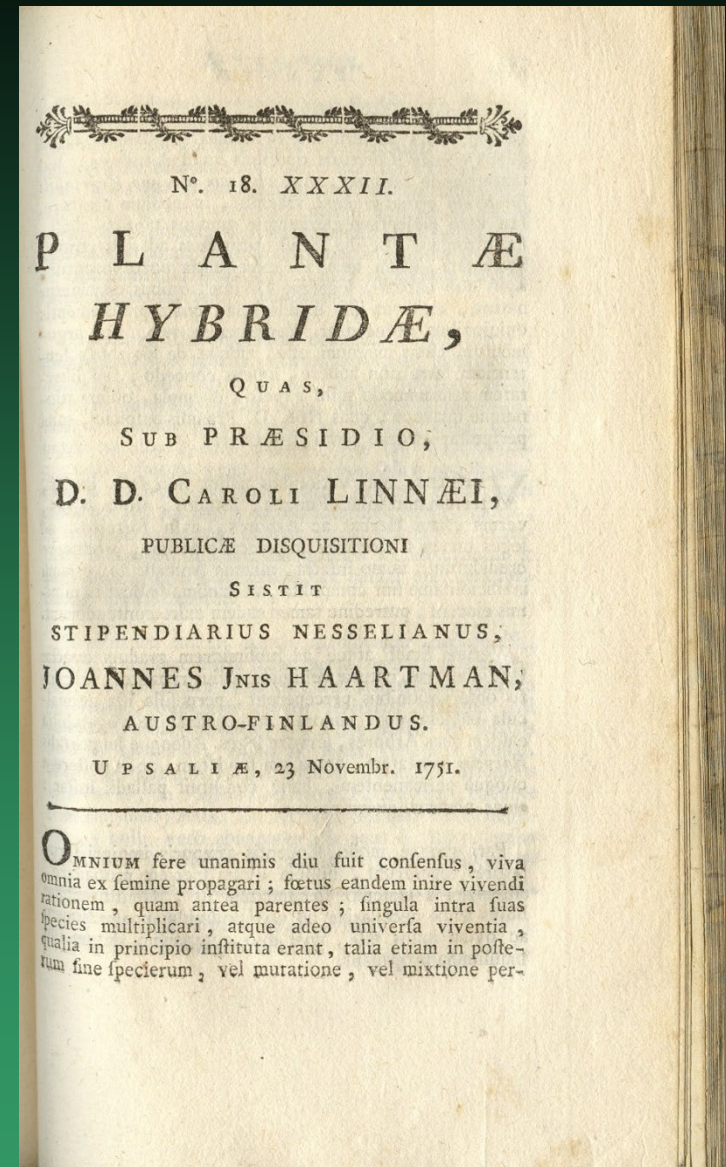 Nº. 18. XXXII.
PLANTÆ
HYBRIDÆ,
QUAS,
SUB PRÆSIDIO,
D. D. CAROLI LINNÆI,
PUBLICÆ DISQUISITIONI
SISTIT
STIPENDIARIUS NESSELIANUS,
JOANNES JNIS HAARTMAN,
AUSTRO-FINLANDUS.
UPSALIÆ, 23 Novembr. 1751.
OMNIUM fere unanimis diu fuit conſenſus, viva
omnia ex ſemine propagari; fœtus eandem inire vivendi
rationem, quam antea parentes; ſingula intra ſuas
ſpecies multiplicari, atque adeo univerſa viventia,
qualia in principio inſtituta erant, talia etiam in poſte-
rum ſine ſpecierum, vel mutatione, vel mixtione per-